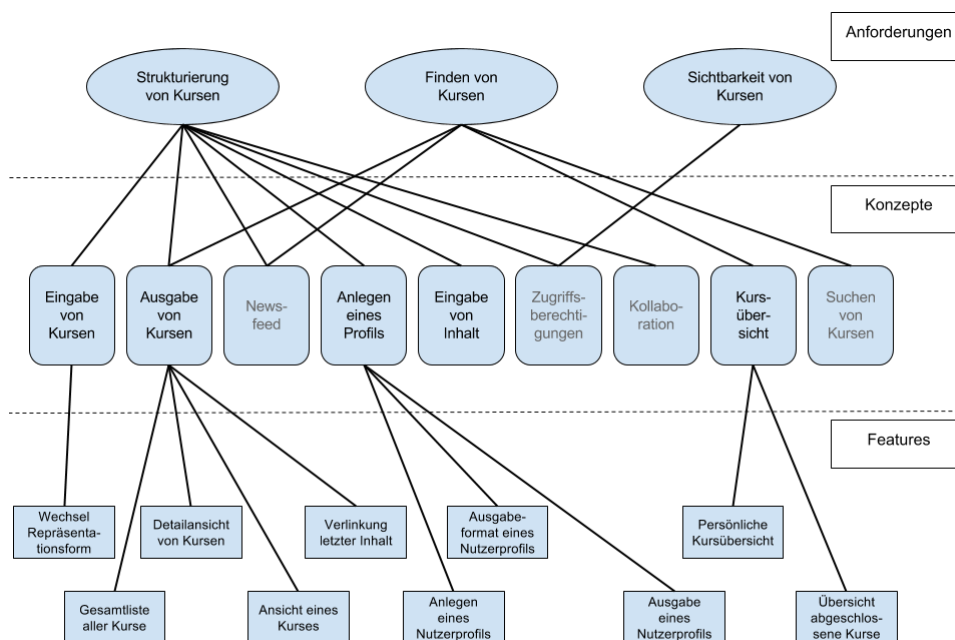 Anforderungen
Strukturierung
von Kursen
Finden von
Kursen
Sichtbarkeit von
Kursen
Konzepte
Eingabe
von
Kursen
Ausgabe
von
Kursen
News-
feed
Anlegen
eines
Profils
Eingabe
von
Inhalt
Zugriffs-
berechti-
gungen
Kollabo-
ration
Kurs-
über-
sicht
Suchen
von
Kursen
Features
Wechsel
Repräsenta-
tionsform
Detailansicht
von Kursen
Verlinkung
letzter Inhalt
Ausgabe-
format eines
Nutzerprofils
Persönliche
Kursübersicht
Gesamtliste
aller Kurse
Ansicht eines
Kurses
Anlegen
eines
Nutzerprofils
Ausgabe
eines
Nutzerprofils
Übersicht
abgeschlos-
sene Kurse